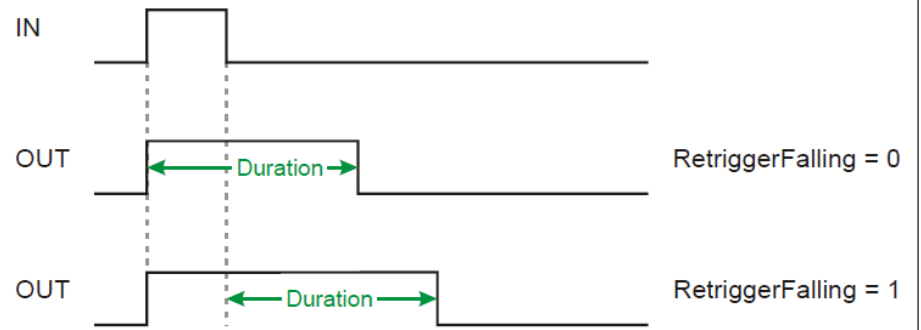 IN
OUT Duration RetriggerFalling = 0
OUT Duration RetriggerFalling = 1